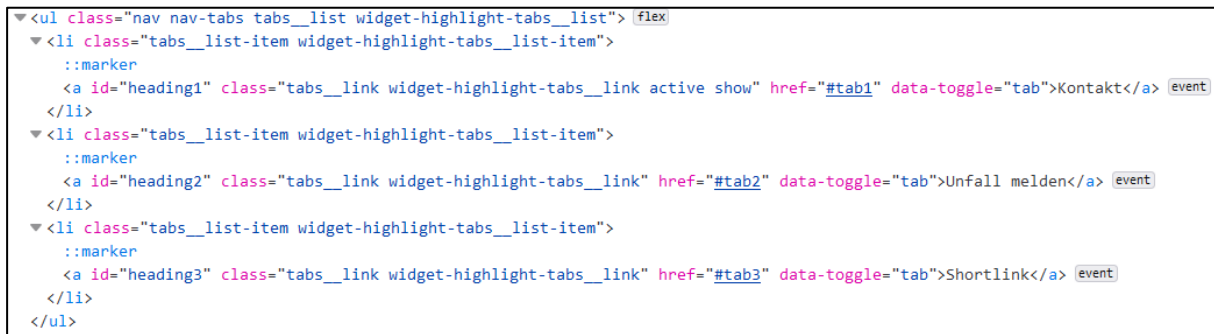 <ul class="nav nav-tabs tabs__list widget-highlight-tabs__list"> flex
<li class="tabs__list-item widget-highlight-tabs__list-item">
::marker
<a id="heading1" class="tabs__link widget-highlight-tabs__link active show" href="#tab1" data-toggle="tab">Kontakt</a> event
</li>
<li class="tabs__list-item widget-highlight-tabs__list-item">
::marker
<a id="heading2" class="tabs__link widget-highlight-tabs__link" href="#tab2" data-toggle="tab">Unfall melden</a> event
</li>
<li class="tabs__list-item widget-highlight-tabs__list-item">
::marker
<a id="heading3" class="tabs__link widget-highlight-tabs__link" href="#tab3" data-toggle="tab">Shortlink</a> event
</li>
</ul>